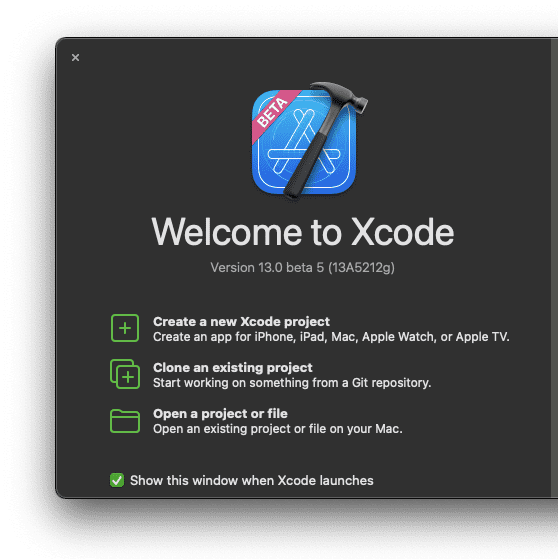 BETA
Welcome to Xcode
Version 13.0 beta 5 (13A5212g)
Create a new Xcode project
Create an app for iPhone, iPad, Mac, Apple Watch, or Apple TV.
Clone an existing project
Start working on something from a Git repository.
Open a project or file
Open an existing project or file on your Mac.
Show this window when Xcode launches